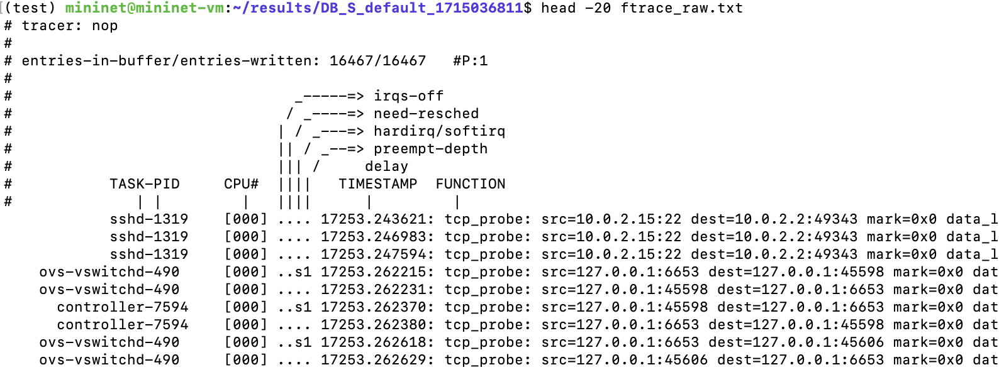 (test) mininet@mininet-vm:~/results/DB_S_default_1715036811$ head -20 ftrace_raw.txt
# tracer: nop
#
# entries-in-buffer/entries-written: 16467/16467   #P:1
#
#                                _-----=> irqs-off
#                               / _----=> need-resched
#                              | / _---=> hardirq/softirq
#                              || / _--=> preempt-depth
#                              ||| /     delay
#           TASK-PID     CPU#  ||||   TIMESTAMP  FUNCTION
#              | |         |   ||||      |         |
            sshd-1319    [000] .... 17253.243621: tcp_probe: src=10.0.2.15:22 dest=10.0.2.2:49343 mark=0x0 data_l
            sshd-1319    [000] .... 17253.246983: tcp_probe: src=10.0.2.15:22 dest=10.0.2.2:49343 mark=0x0 data_l
            sshd-1319    [000] .... 17253.247594: tcp_probe: src=10.0.2.15:22 dest=10.0.2.2:49343 mark=0x0 data_l
    ovs-vswitchd-490     [000] ..s1 17253.262215: tcp_probe: src=127.0.0.1:6653 dest=127.0.0.1:45598 mark=0x0 dat
    ovs-vswitchd-490     [000] .... 17253.262231: tcp_probe: src=127.0.0.1:45598 dest=127.0.0.1:6653 mark=0x0 dat
      controller-7594    [000] ..s1 17253.262370: tcp_probe: src=127.0.0.1:45598 dest=127.0.0.1:6653 mark=0x0 dat
      controller-7594    [000] .... 17253.262380: tcp_probe: src=127.0.0.1:6653 dest=127.0.0.1:45598 mark=0x0 dat
    ovs-vswitchd-490     [000] ..s1 17253.262618: tcp_probe: src=127.0.0.1:6653 dest=127.0.0.1:45606 mark=0x0 dat
    ovs-vswitchd-490     [000] .... 17253.262629: tcp_probe: src=127.0.0.1:45606 dest=127.0.0.1:6653 mark=0x0 dat